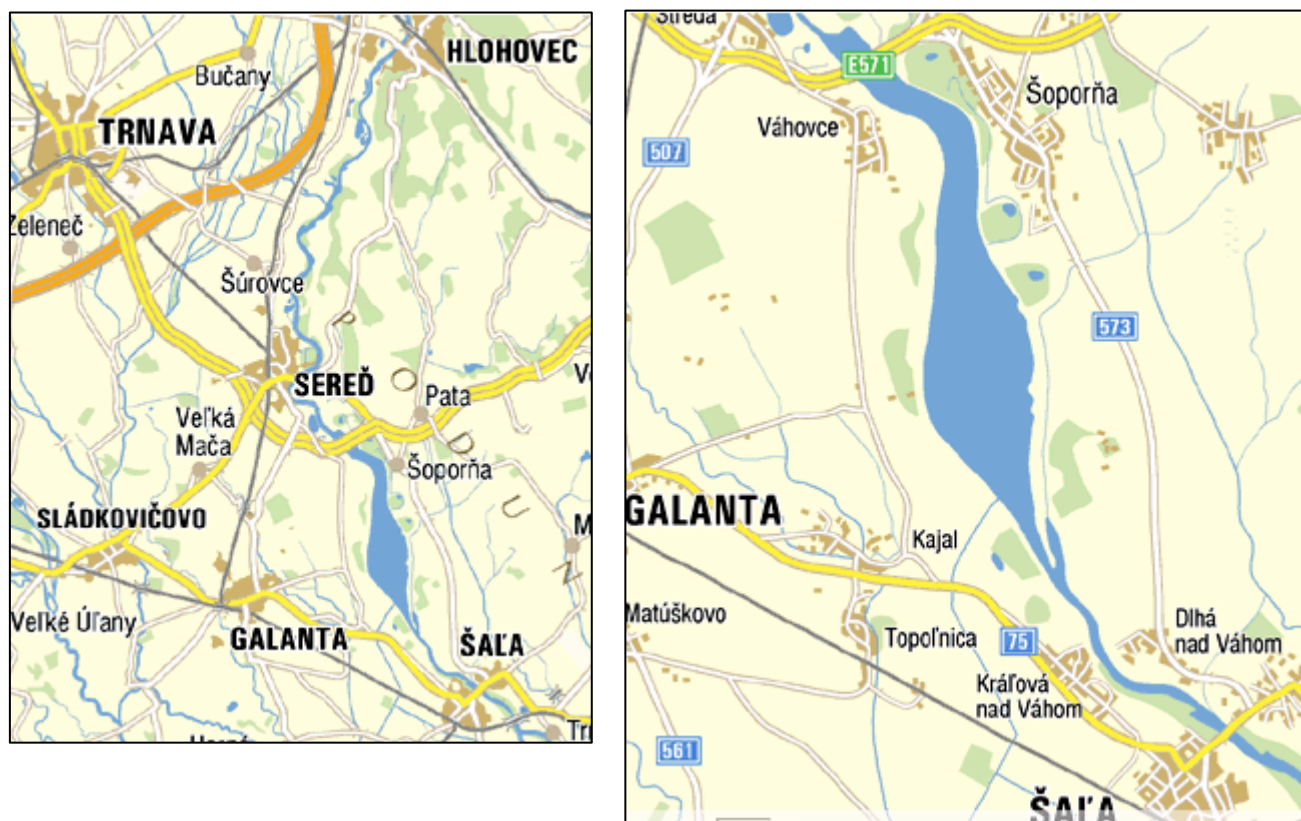 HLOHOVEC
Bučany
TRNAVA
Zeleneč
Šúrovce
P
O
D
U
N
SEREĎ
Pata
Veľká
Mača
Šoporňa
SLÁDKOVIČOVO
Veľké Úľany
GALANTA
ŠAĽA
Streda
E571
Šoporňa
Váhovce
507
573
GALANTA
Kajal
Matúškovo
Topoľnica
75
Dlhá
nad Váhom
Kráľová
nad Váhom
561
ŠAĽA